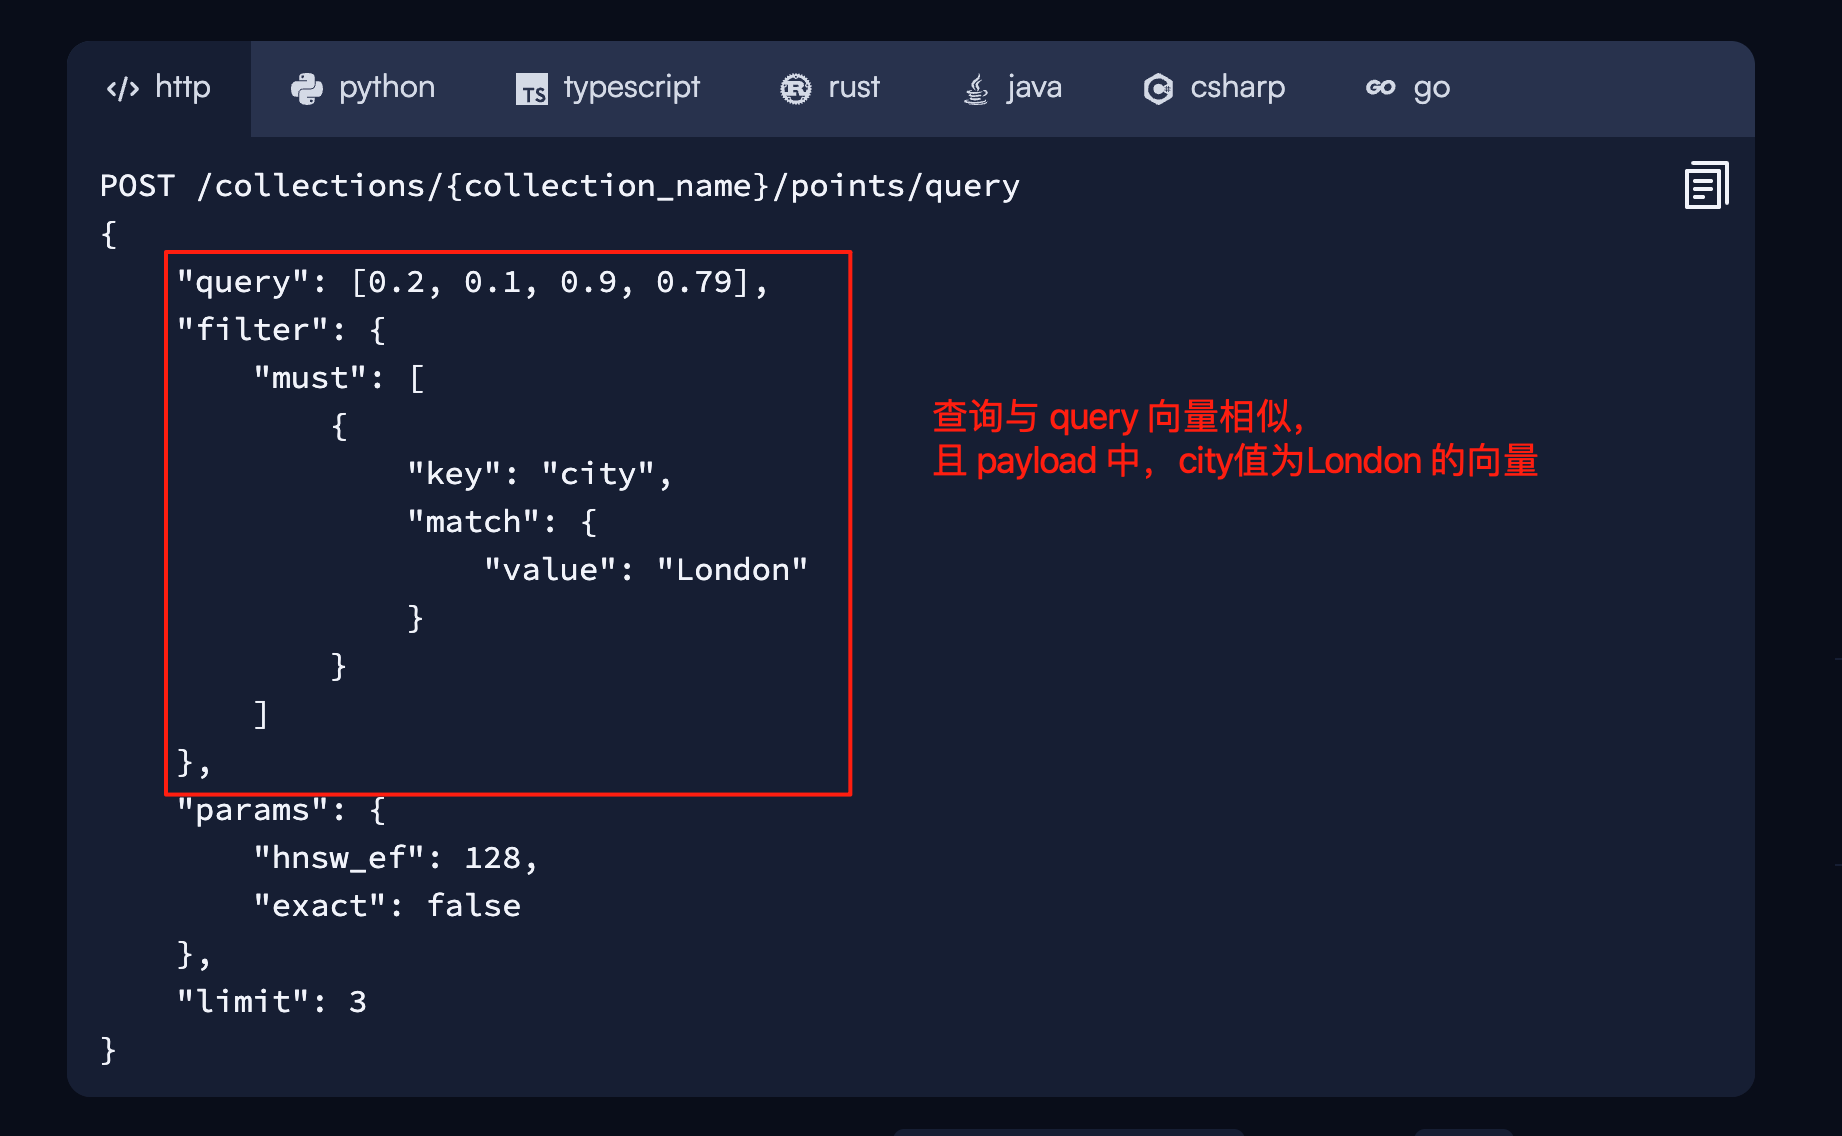 http python typescript rust java csharp go
POST /collections/{collection_name}/points/query
{
    "query": [0.2, 0.1, 0.9, 0.79],
    "filter": {
        "must": [
            {
                "key": "city",
                "match": {
                    "value": "London"
                }
            }
        ]
    },
    "params": {
        "hnsw_ef": 128,
        "exact": false
    },
    "limit": 3
}
查询与 query 向量相似，
且 payload 中，city值为London 的向量